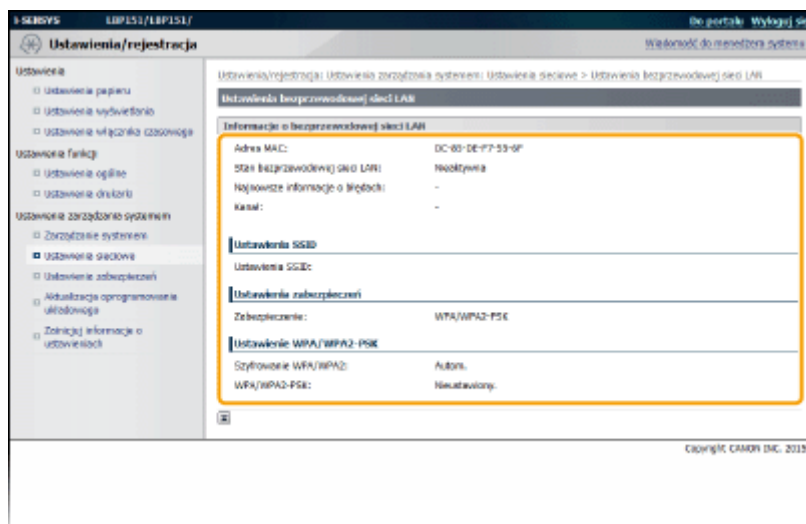 i-SENSYS LBP151/LBP151/ Do portalu Wyloguj się
Ustawienia/rejestracja Wiadomość do menedżera systemu
Ustawienia
Ustawienia papieru
Ustawienia wyświetlania
Ustawienia włącznika czasowego
Ustawienia funkcji
Ustawienia ogólne
Ustawienia drukarki
Ustawienia zarządzania systemem
Zarządzanie systemem
Ustawienia sieciowe
Ustawienia zabezpieczeń
Aktualizacja oprogramowania
układowego
Zainicjuj informacje o
ustawieniach
Ustawienia/rejestracja: Ustawienia zarządzania systemem: Ustawienia sieciowe > Ustawienia bezprzewodowej sieci LAN
Ustawienia bezprzewodowej sieci LAN
Informacje o bezprzewodowej sieci LAN
Adres MAC:
Stan bezprzewodowej sieci LAN: Nieaktywna
Najnowsze informacje o błędach: -
Kanał: -
Ustawienia SSID
Ustawienia SSID:
Ustawienia zabezpieczeń
Zabezpieczenie: WPA/WPA2-PSK
Ustawienie WPA/WPA2-PSK
Szyfrowanie WPA/WPA2: Autom.
WPA/WPA2-PSK: Nieustawiony.
Copyright CANON INC. 2015